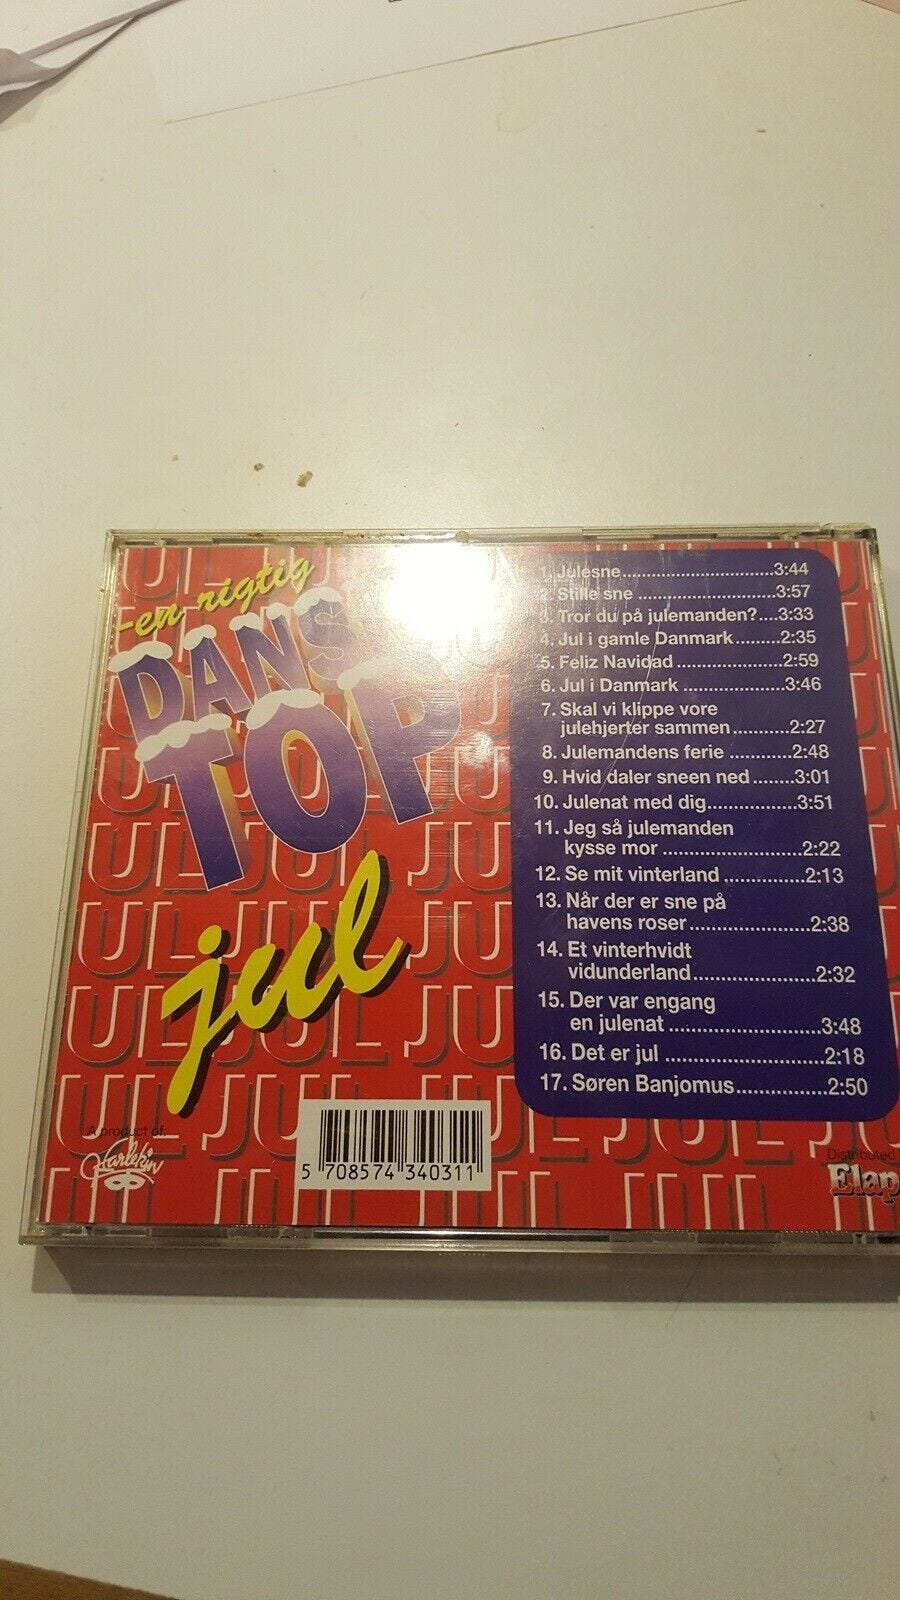 -en rigtig
DANS
TOP
jul
1. Julesne..........................3:44
2. Stille sne .......................3:57
3. Tror du på julemanden?....3:33
4. Jul i gamle Danmark.........2:35
5. Feliz Navidad ..................2:59
6. Jul i Danmark .................3:46
7. Skal vi klippe vore
julehjerter sammen..........2:27
8. Julemandens ferie ...........2:48
9. Hvid daler sneen ned.......3:01
10. Julenat med dig.................3:51
11. Jeg så julemanden
kysse mor ........................2:22
12. Se mit vinterland ..............2:13
13. Når der er sne på
havens roser.....................2:38
14. Et vinterhvidt
vidunderland.....................2:32
15. Der var engang
en julenat ..........................3:48
16. Det er jul ...........................2:18
17. Søren Banjomus...............2:50
A product of:
Harlekin
5 708574 340311
Distributed
Elap